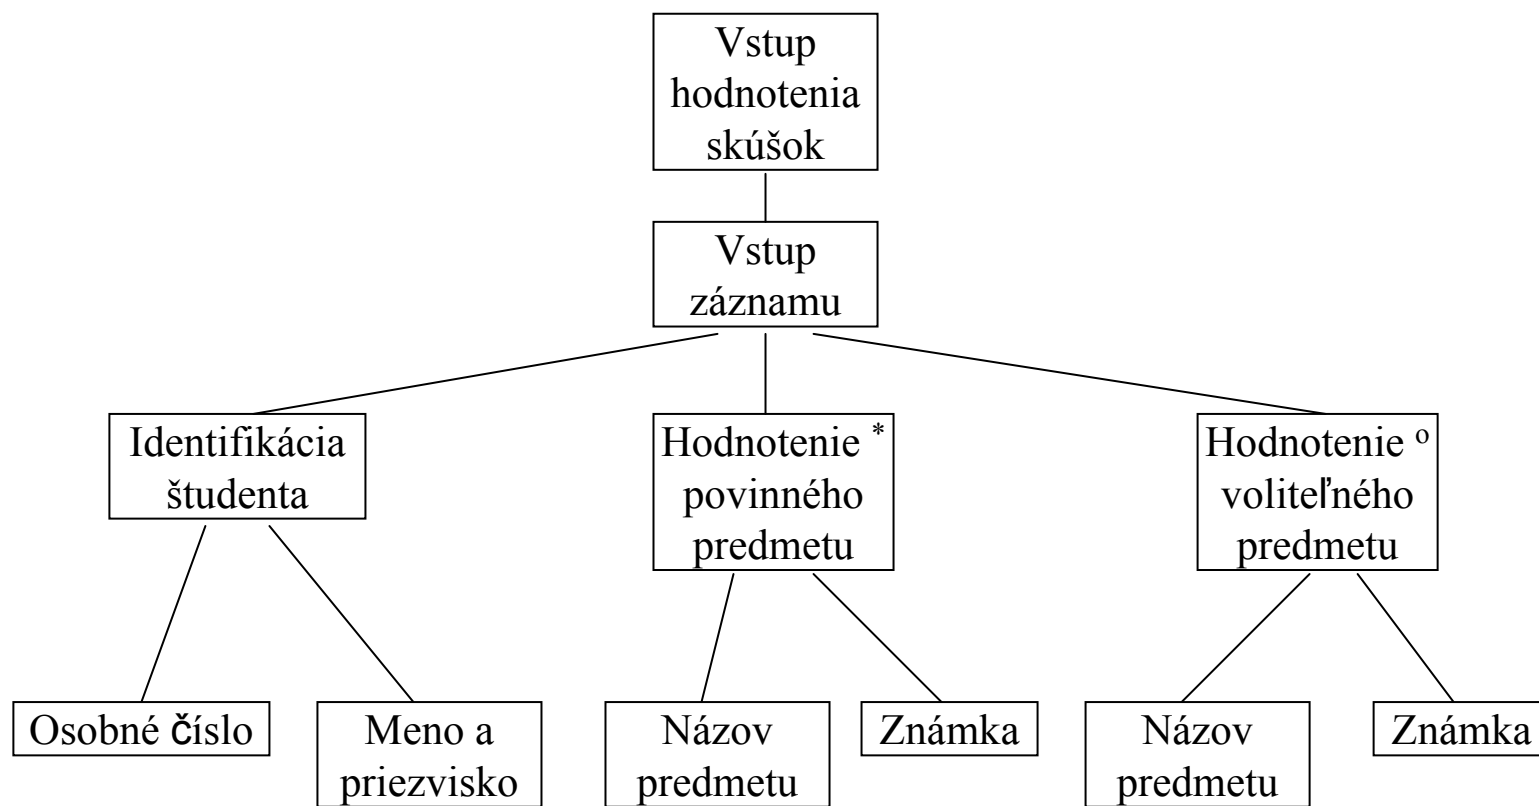 Vstup
hodnotenia
skúšok
Vstup
záznamu
Identifikácia
študenta
Hodnotenie *
povinného
predmetu
Hodnotenie o
voliteľného
predmetu
Osobné číslo
Meno a
priezvisko
Názov
predmetu
Známka
Názov
predmetu
Známka